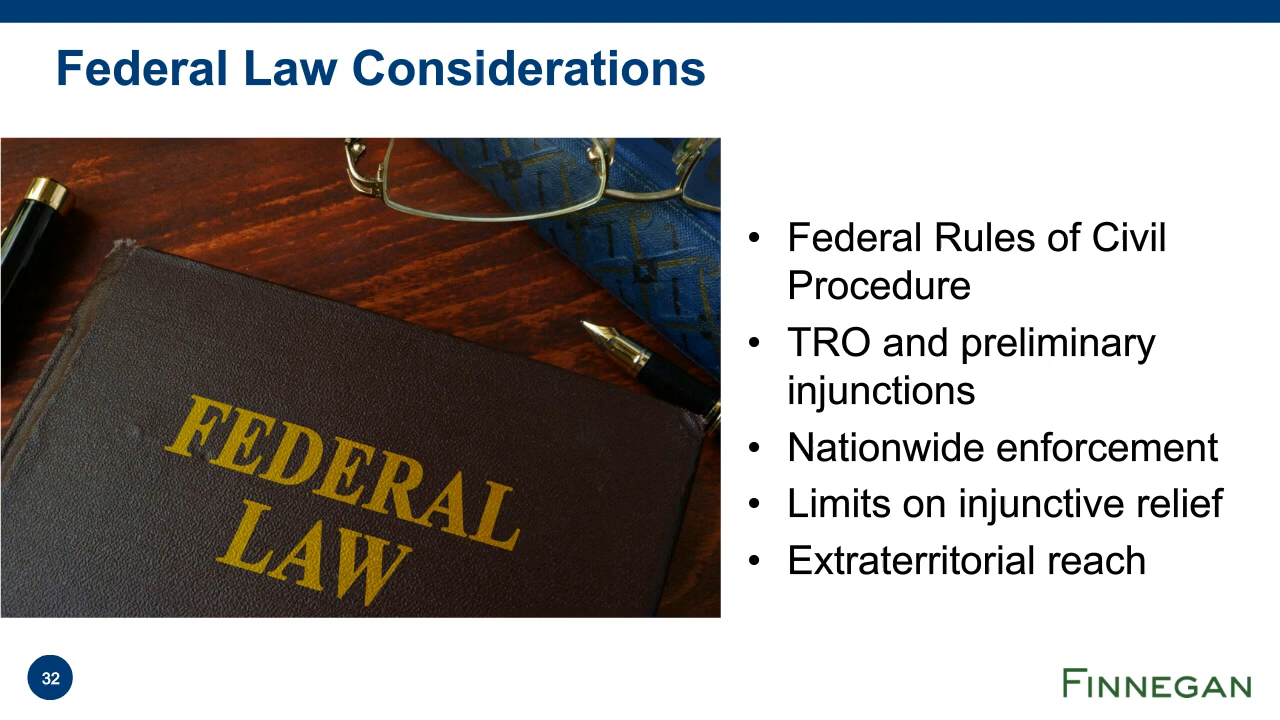 Federal Law Considerations
FEDERAL
LAW
• Federal Rules of Civil
Procedure
• TRO and preliminary
injunctions
• Nationwide enforcement
• Limits on injunctive relief
• Extraterritorial reach
32
FINNEGAN